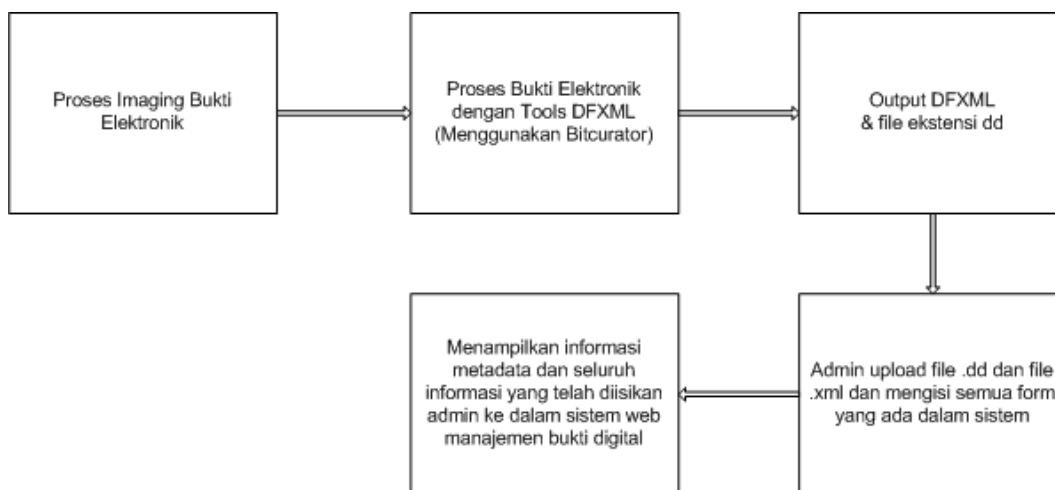 Proses Imaging Bukti
Elektronik
Proses Bukti Elektronik
dengan Tools DFXML
(Menggunakan Bitcurator)
Output DFXML
& file ekstensi dd
Admin upload file .dd dan file
.xml dan mengisi semua form
yang ada dalam sistem
Menampilkan informasi
metadata dan seluruh
informasi yang telah diisikan
admin ke dalam sistem web
manajemen bukti digital